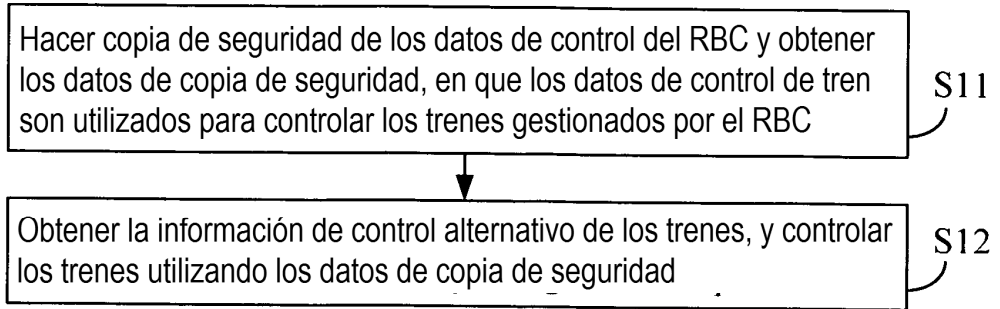 Hacer copia de seguridad de los datos de control del RBC y obtener
los datos de copia de seguridad, en que los datos de control de tren
son utilizados para controlar los trenes gestionados por el RBC
S11
Obtener la información de control alternativo de los trenes, y controlar
los trenes utilizando los datos de copia de seguridad
S12